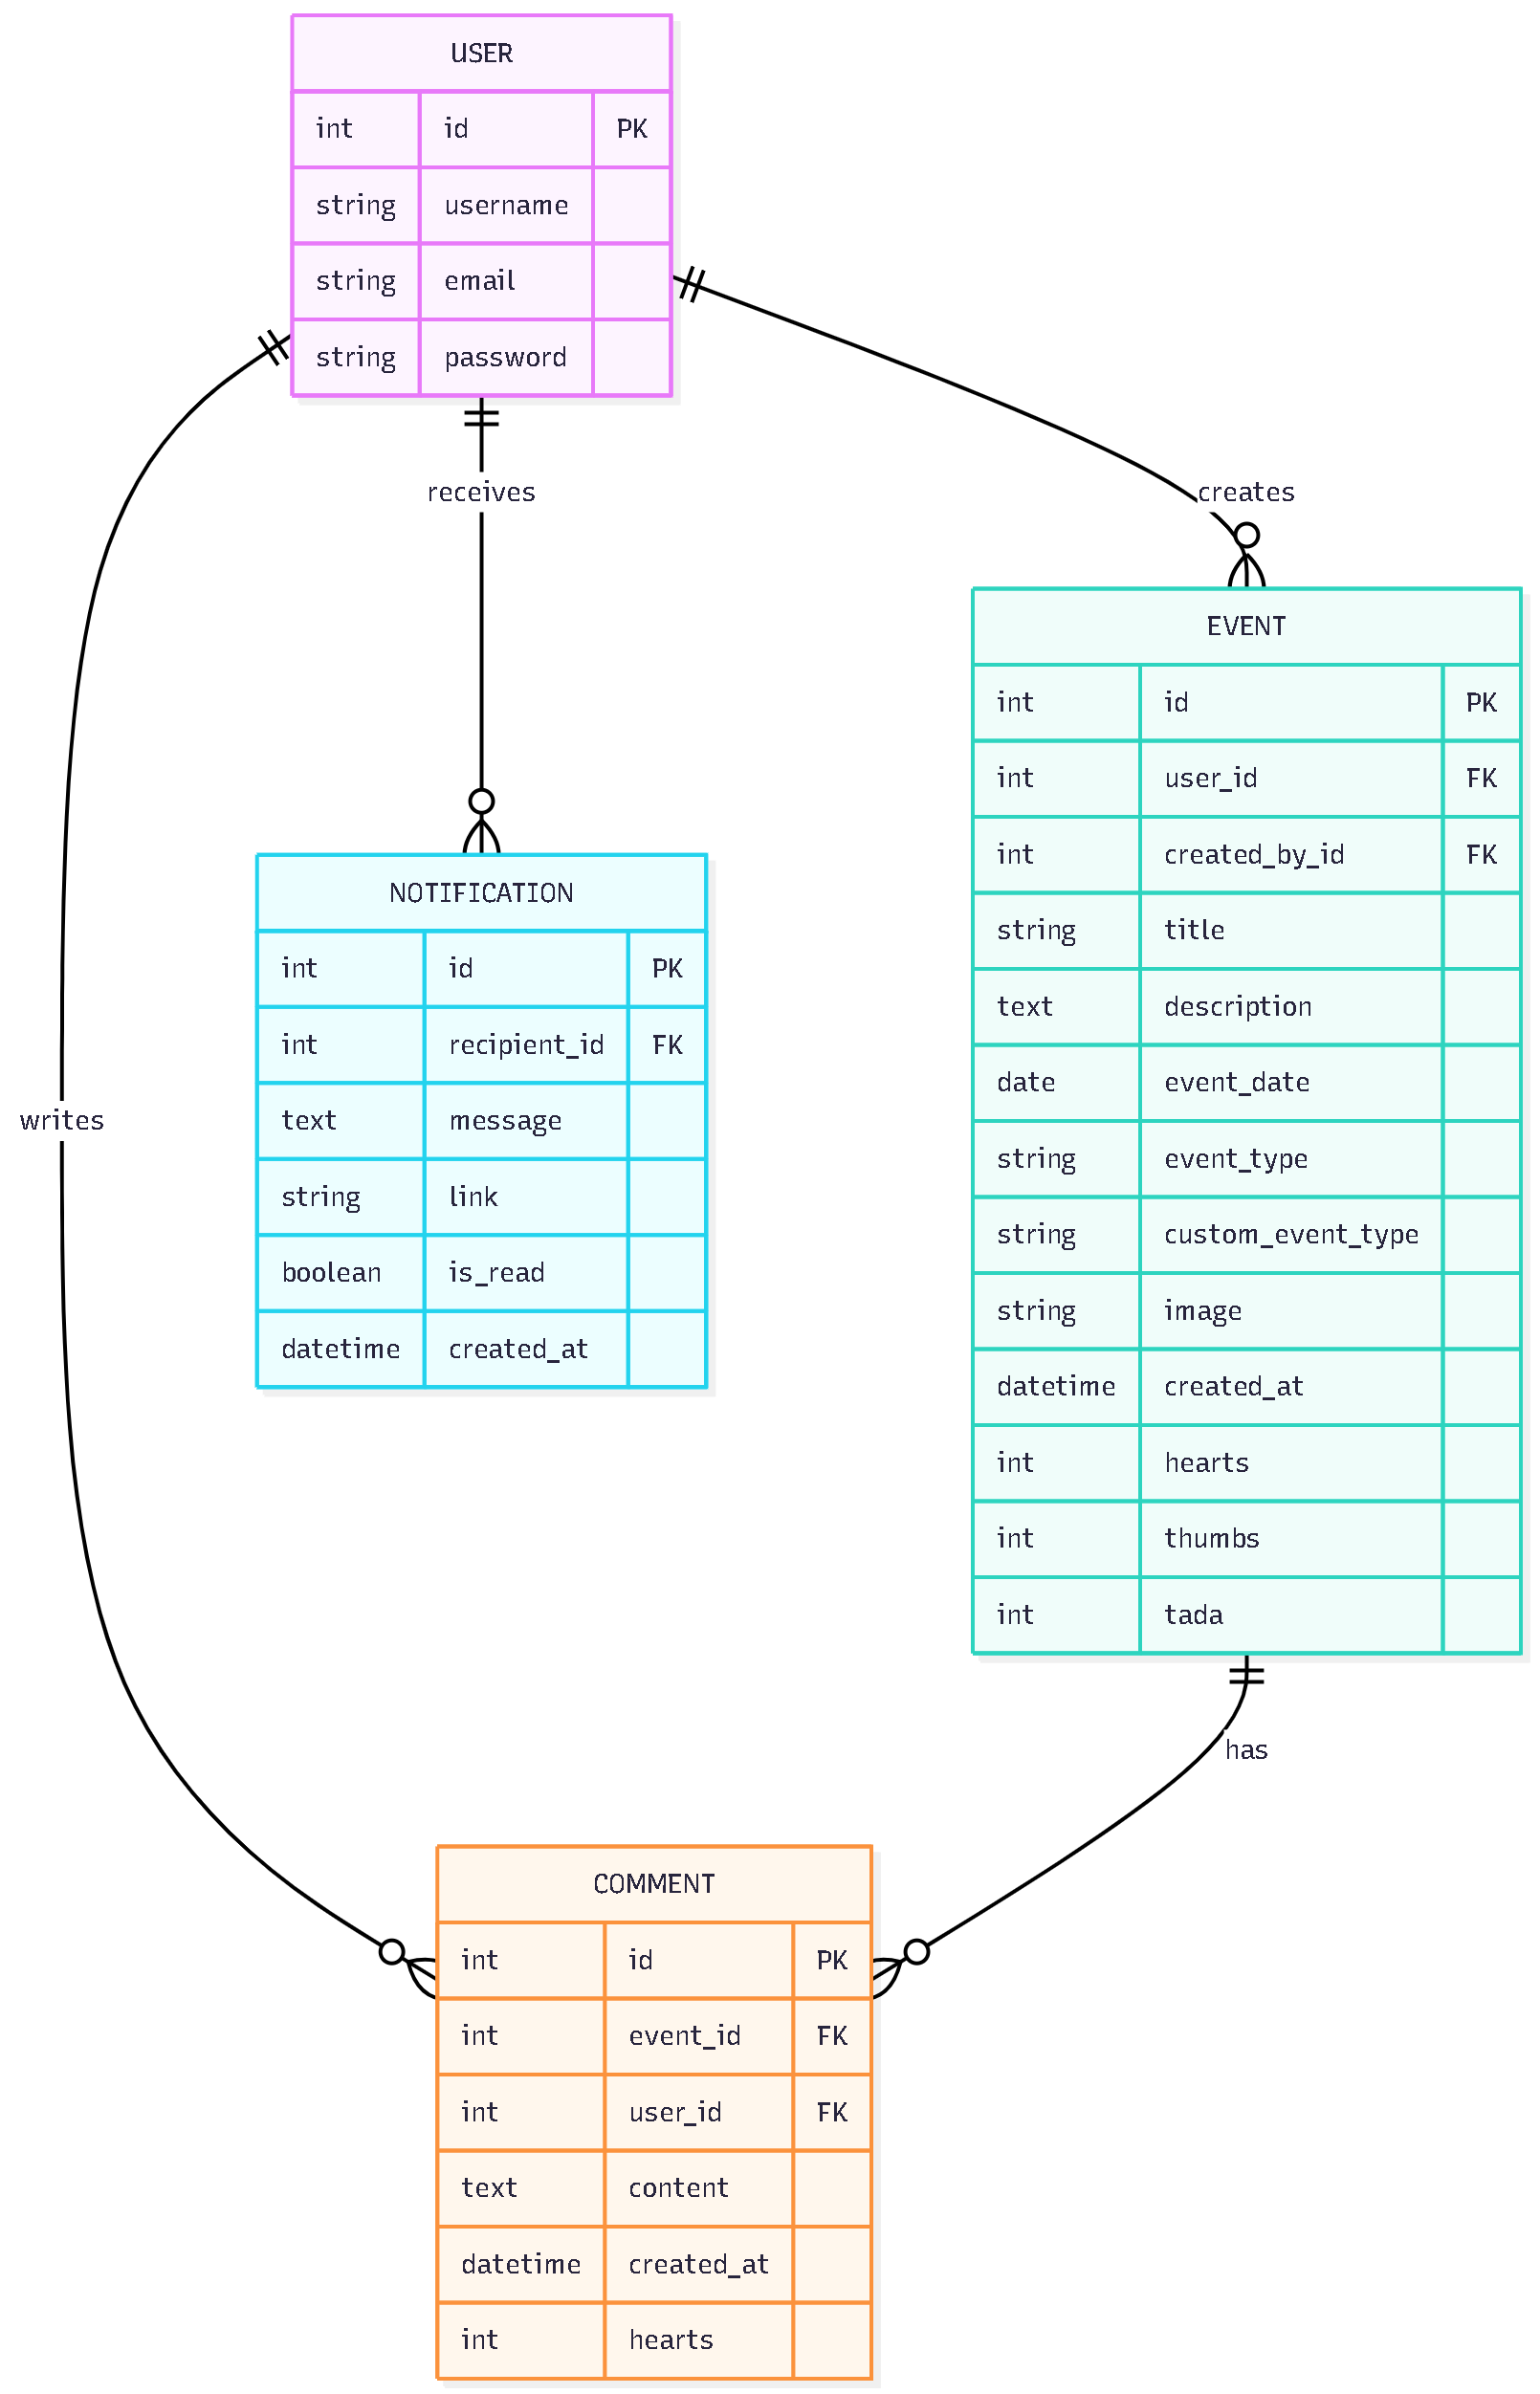 USER
int id PK
string username
string email
string password
receives
creates
writes
NOTIFICATION
int id PK
int recipient_id FK
text message
string link
boolean is_read
datetime created_at
EVENT
int id PK
int user_id FK
int created_by_id FK
string title
text description
date event_date
string event_type
string custom_event_type
string image
datetime created_at
int hearts
int thumbs
int tada
has
COMMENT
int id PK
int event_id FK
int user_id FK
text content
datetime created_at
int hearts